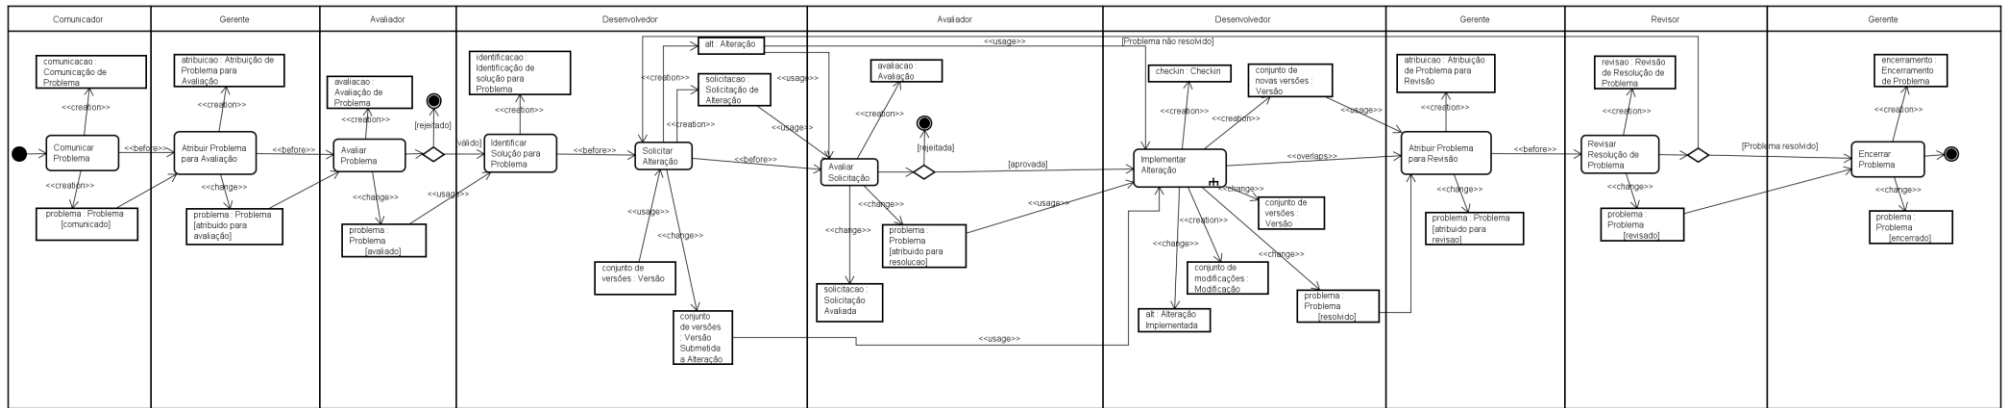 Comunicador
Gerente
Avaliador
Desenvolvedor
Avaliador
Desenvolvedor
Gerente
Revisor
Gerente
comunicacao :
Comunicação de
Problema
<<creation>>
Comunicar
Problema
<<before>>
<<creation>>
problema : Problema
[comunicado]
atribuicao : Atribuição de
Problema para
Avaliação
<<creation>>
Atribuir Problema
para Avaliação
<<before>>
<<change>>
problema : Problema
[atribuido para
avaliação]
avaliacao :
Avaliação de
Problema
<<creation>>
[rejeitado]
Avaliar
Problema
válido]
<<change>>
<<usage>>
problema :
Problema
[avaliado]
identificacao :
Identificação de
solução para
Problema
<<creation>>
Identificar
Solução para
Problema
<<before>>
alt : Alteração
<<usage>>
[Problema não resolvido]
<<creation>>
solicitacao :
Solicitação de
Alteração
<<usage>>
<<creation>>
<<usage>>
Solicitar
Alteração
<<before>>
<<usage>>
<<change>>
conjunto de
versões : Versão
conjunto
de versões
: Versão
Submetida
a Alteração
<<usage>>
avaliacao :
Avaliação
<<creation>>
[rejeitada]
Avaliar
Solicitação
[aprovada]
<<change>>
<<change>>
problema :
Problema
[atribuido para
resolucao]
<<usage>>
solicitacao :
Solicitação
Avaliada
checkin : Checkin
<<creation>>
conjunto de
novas versões :
Versão
<<creation>>
<<usage>>
Implementar
Alteração
<<overlaps>>
<<change>>
conjunto de
versões :
Versão
<<creation>>
<<change>>
<<change>>
conjunto de
modificações :
Modificação
alt : Alteração
Implementada
problema :
Problema
[resolvido]
atribuicao : Atribuição
de Problema para
Revisão
<<creation>>
Atribuir Problema
para Revisão
<<before>>
<<change>>
problema : Problema
[atribuido para
revisao]
revisao : Revisão
de Resolução de
Problema
<<creation>>
Revisar
Resolução de
Problema
[Problema resolvido]
<<change>>
problema :
Problema
[revisado]
encerramento :
Encerramento
de Problema
<<creation>>
Encerrar
Problema
<<change>>
problema :
Problema
[encerrado]